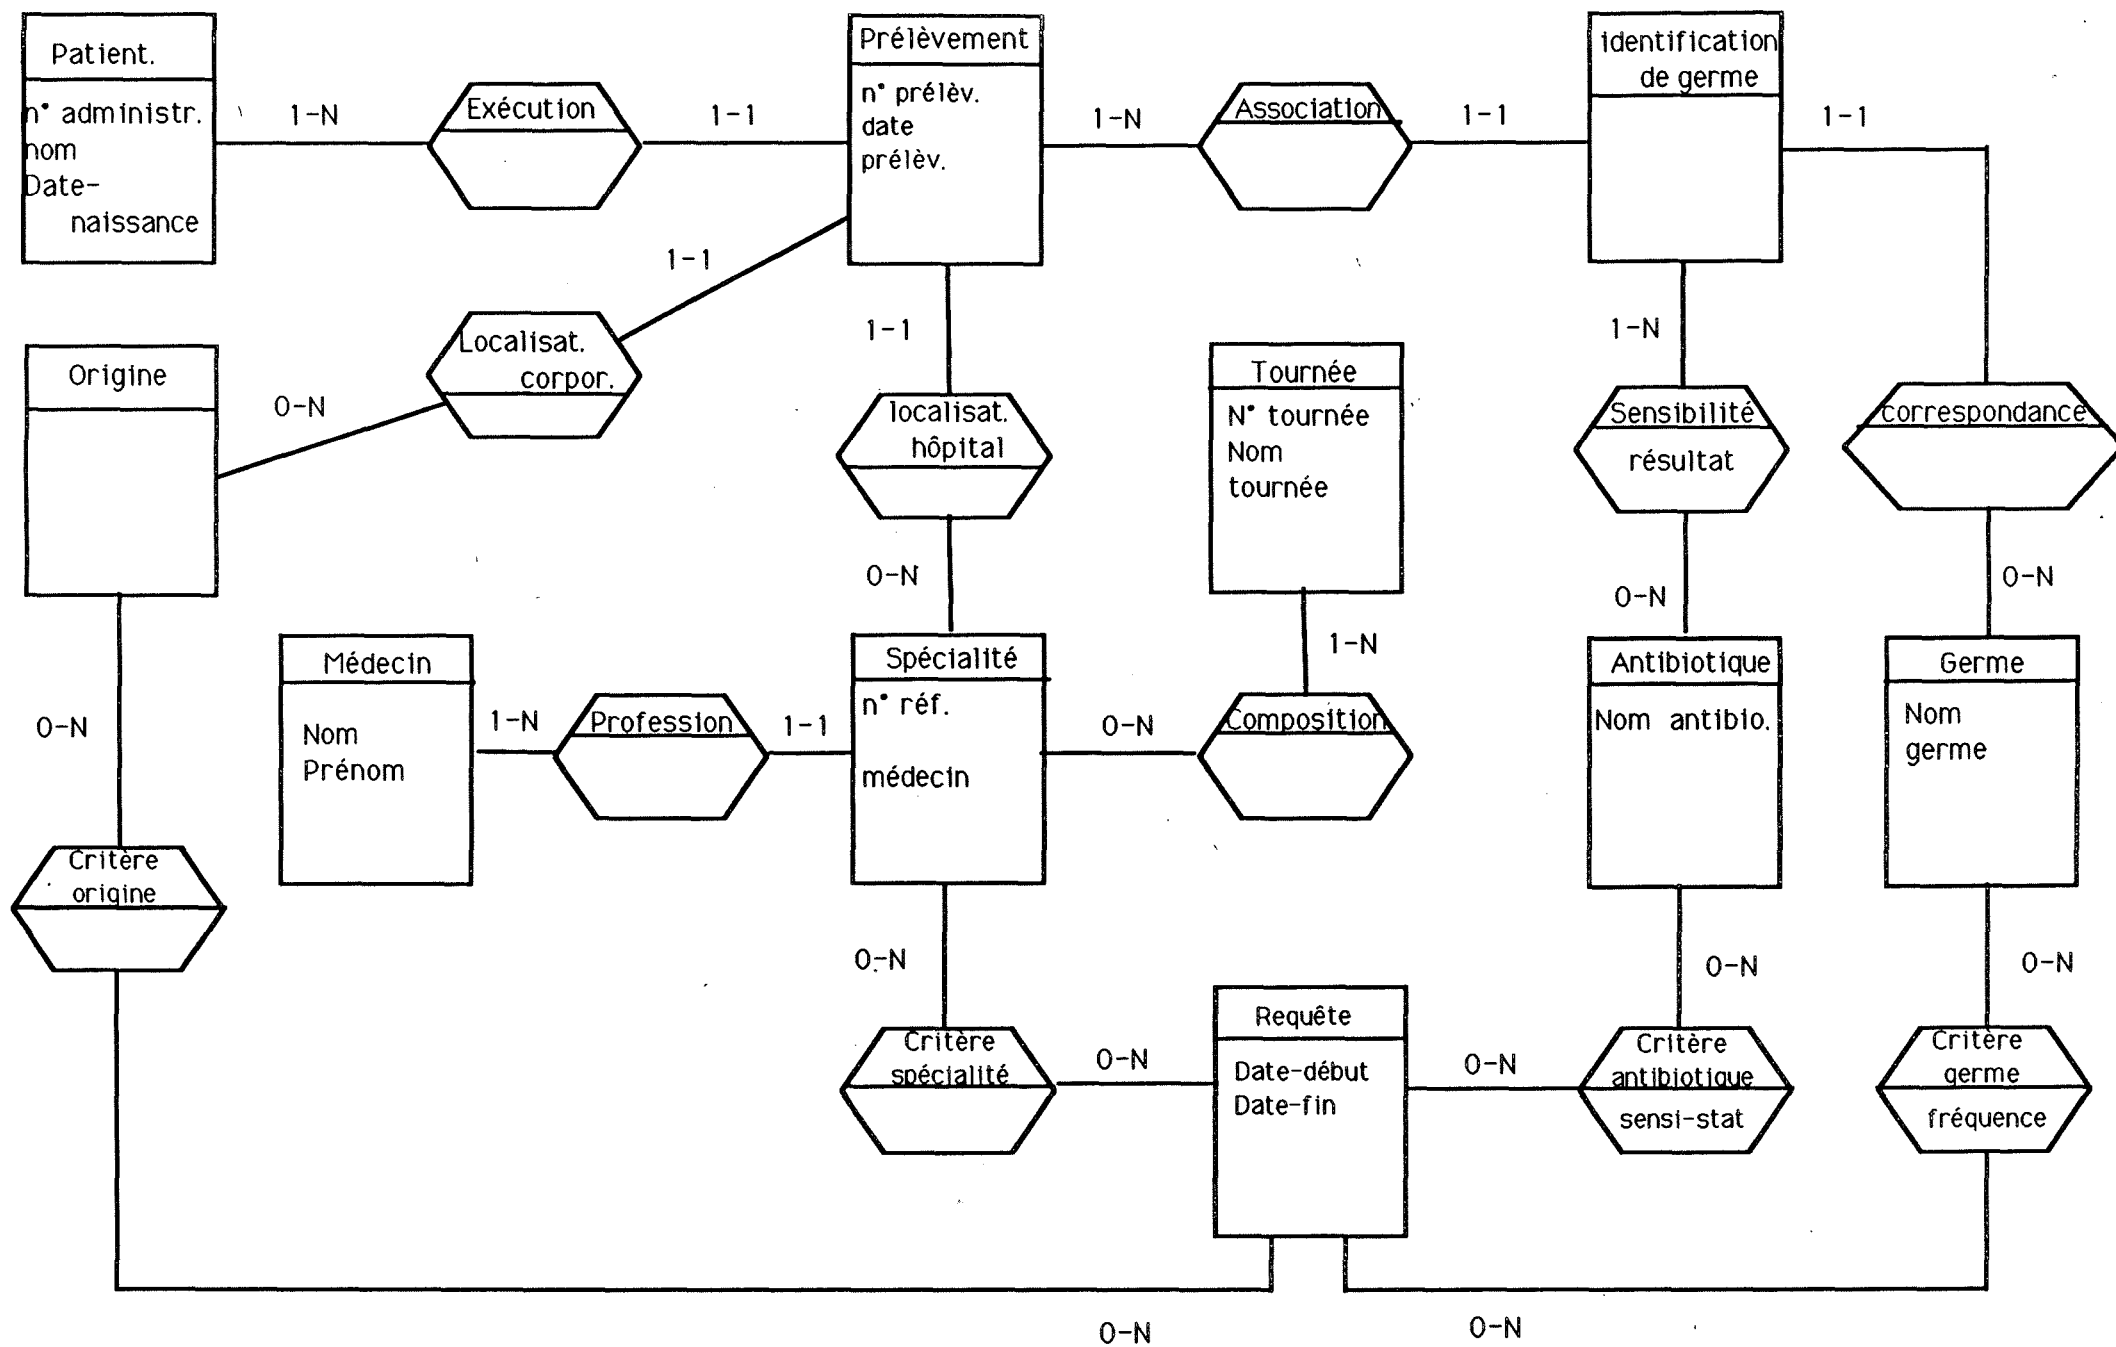 Patient.
n° administr.
nom
Date-
naissance
1-N
Exécution
1-1
Prélèvement
n° prélèv.
date
prélèv.
1-N
Association
1-1
identification
de germe
1-1
1-1
Localisat.
corpor.
0-N
Origine
1-1
localisat.
hôpital
0-N
Tournée
N° tournée
Nom
tournée
1-N
1-N
Sensibilité
résultat
0-N
correspondance
0-N
0-N
Médecin
Nom
Prénom
1-N
Profession
1-1
Spécialité
n° réf.
médecin
0-N
Composition
Antibiotique
Nom antibio.
Germe
Nom
germe
Critère
origine
0-N
Critère
spécialité
0-N
Requête
Date-début
Date-fin
0-N
0-N
Critère
antibiotique
sensi-stat
0-N
Critère
germe
fréquence
0-N
0-N